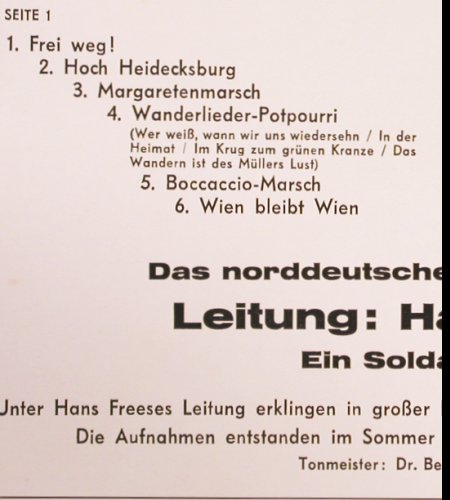 SEITE 1
1. Frei weg!
2. Hoch Heidecksburg
3. Margaretenmarsch
4. Wanderlieder-Potpourri
(Wer weiß, wann wir uns wiedersehn / In der
Heimat / Im Krug zum grünen Kranze / Das
Wandern ist des Müllers Lust)
5. Boccaccio-Marsch
6. Wien bleibt Wien
Das norddeutsche
Leitung: Ha
Ein Solda
Unter Hans Freeses Leitung erklingen in großer
Die Aufnahmen entstanden im Sommer
Tonmeister: Dr. Be